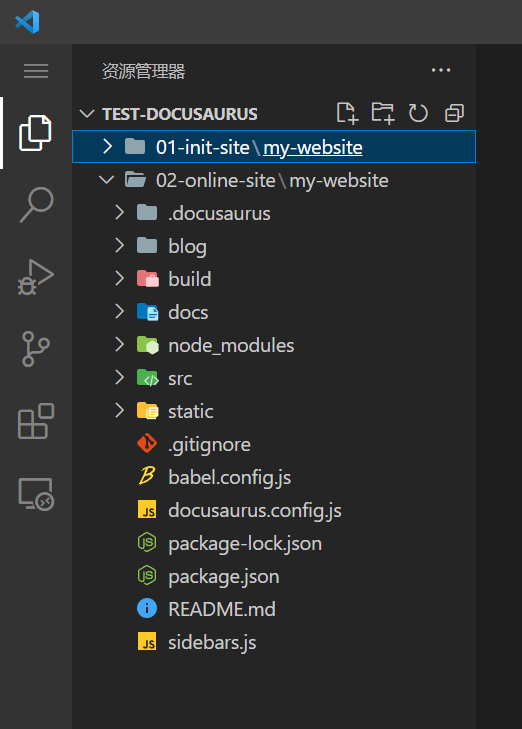 资源管理器
TEST-DOCUSAURUS
01-init-site\my-website
02-online-site\my-website
.docusaurus
blog
build
docs
node_modules
src
static
.gitignore
babel.config.js
JS docusaurus.config.js
package-lock.json
package.json
README.md
JS sidebars.js